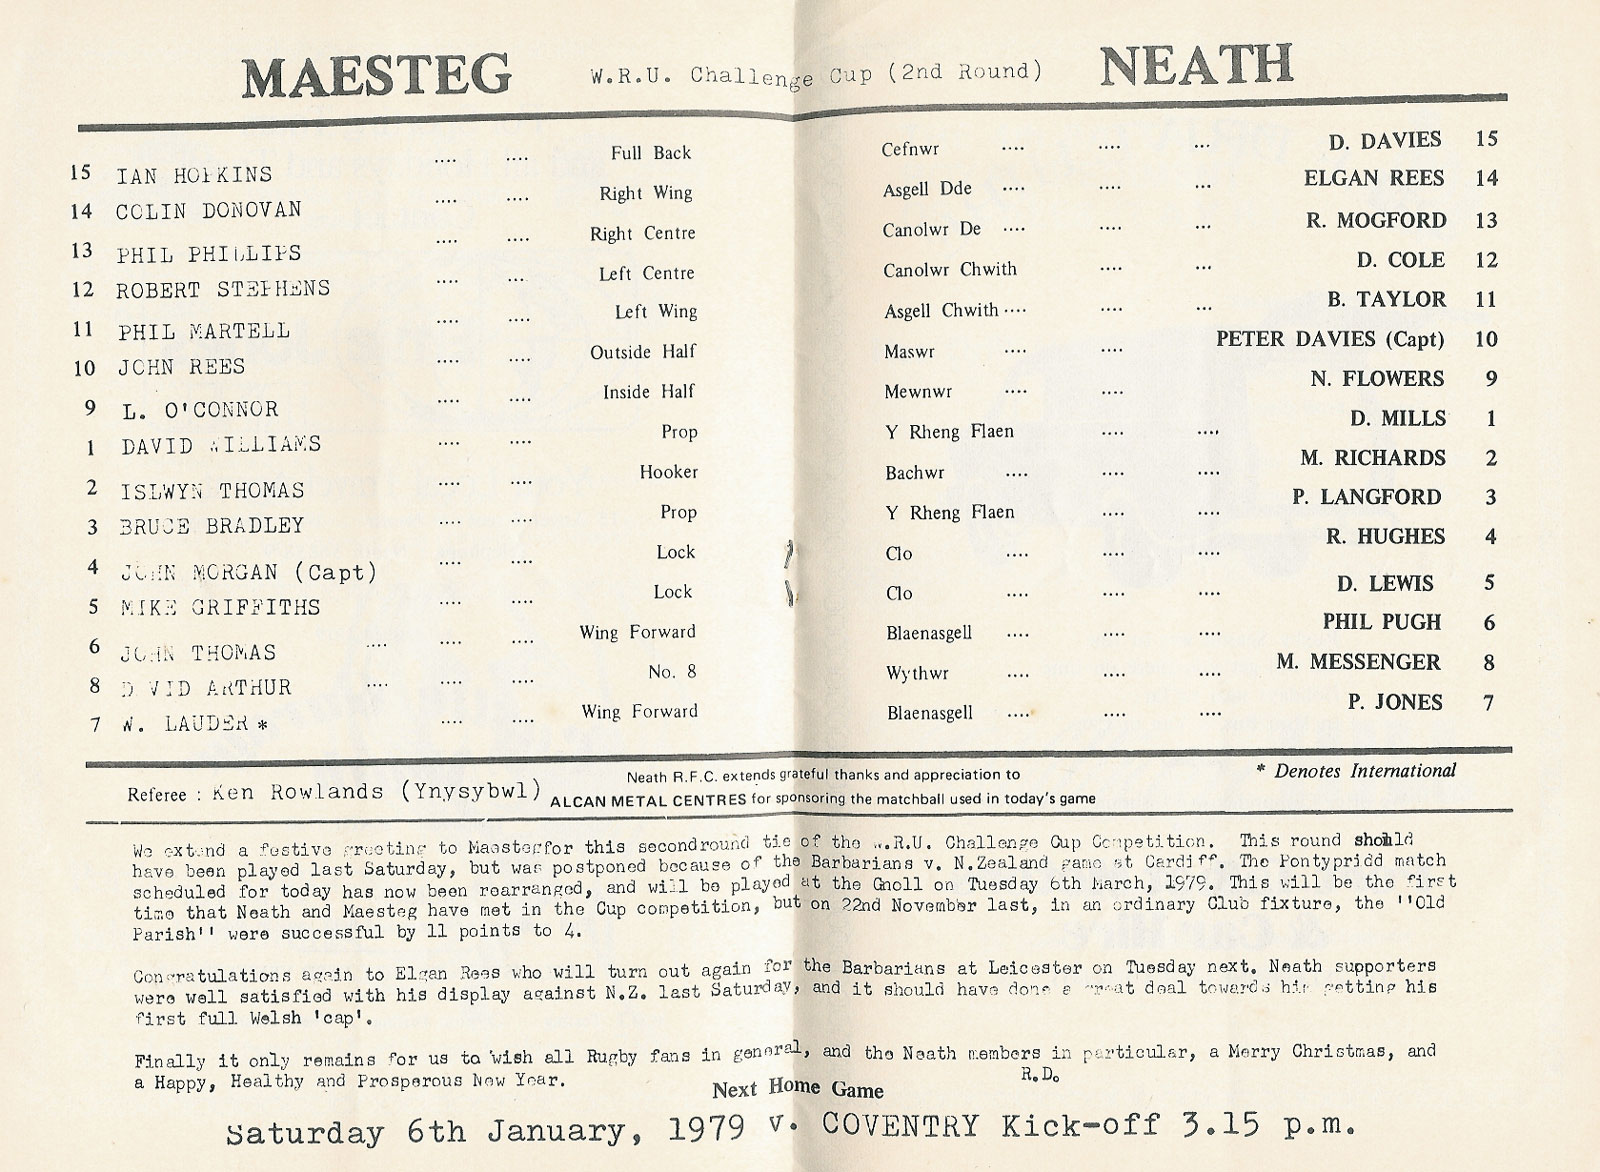 MAESTEG W.R.U. Challenge Cup (2nd Round) NEATH
15 IAN HOPKINS .... .... Full Back Cefnwr .... .... ... D. DAVIES 15
14 COLIN DONOVAN .... .... Right Wing Asgell Dde .... .... ... ELGAN REES 14
13 PHIL PHILLIPS .... .... Right Centre Canolwr De .... .... ... R. MOGFORD 13
12 ROBERT STEPHENS .... ... Left Centre Canolwr Chwith .... ... D. COLE 12
11 PHIL MARTELL .... .... Left Wing Asgell Chwith .... .... ... B. TAYLOR 11
10 JOHN REES .... .... Outside Half Maswr .... .... PETER DAVIES (Capt) 10
9 L. O'CONNOR .... .... Inside Half Mewnwr .... .... N. FLOWERS 9
1 DAVID WILLIAMS .... .... Prop Y Rheng Flaen .... .... D. MILLS 1
2 ISLWYN THOMAS .... .... Hooker Bachwr .... .... .... M. RICHARDS 2
3 BRUCE BRADLEY .... .... Prop Y Rheng Flaen .... .... P. LANGFORD 3
4 JOHN MORGAN (Capt) .... .... Lock Clo .... .... .... R. HUGHES 4
5 MIKE GRIFFITHS .... .... Lock Clo .... .... .... D. LEWIS 5
6 JOHN THOMAS .... .... .... Wing Forward Blaenasgell .... .... .... PHIL PUGH 6
8 DAVID ARTHUR .... .... .... No. 8 Wythwr .... .... .... M. MESSENGER 8
7 W. LAUDER * .... .... Wing Forward Blaenasgell .... .... .... P. JONES 7
Referee : Ken Rowlands (Ynysybwl) Neath R.F.C. extends grateful thanks and appreciation to * Denotes International
ALCAN METAL CENTRES for sponsoring the matchball used in today's game
We extend a festive greeting to Maestegfor this secondround tie of the W.R.U. Challenge Cup Competition. This round should
have been played last Saturday, but was postponed because of the Barbarians v. N.Zealand game at Cardiff. The Pontypridd match
scheduled for today has now been rearranged, and will be played at the Gnoll on Tuesday 6th March, 1979. This will be the first
time that Neath and Maesteg have met in the Cup competition, but on 22nd November last, in an ordinary Club fixture, the ''Old
Parish'' were successful by 11 points to 4.
Congratulations again to Elgan Rees who will turn out again for the Barbarians at Leicester on Tuesday next. Neath supporters
were well satisfied with his display against N.Z. last Saturday, and it should have done a great deal towards his getting his
first full Welsh 'cap'.
Finally it only remains for us to wish all Rugby fans in general, and the Neath members in particular, a Merry Christmas, and
a Happy, Healthy and Prosperous New Year. R.D.
Next Home Game
Saturday 6th January, 1979 v. COVENTRY Kick-off 3.15 p.m.